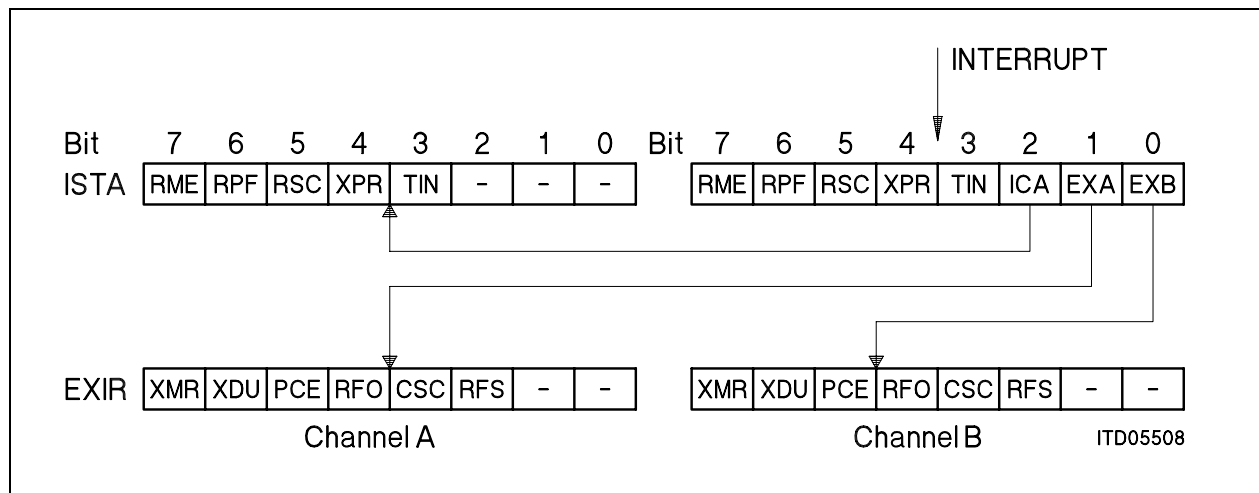 INTERRUPT
Bit 7 6 5 4 3 2 1 0 Bit 7 6 5 4 3 2 1 0
ISTA RME RPF RSC XPR TIN - - - RME RPF RSC XPR TIN ICA EXA EXB
EXIR XMR XDU PCE RFO CSC RFS - - XMR XDU PCE RFO CSC RFS - -
Channel A Channel B ITD05508